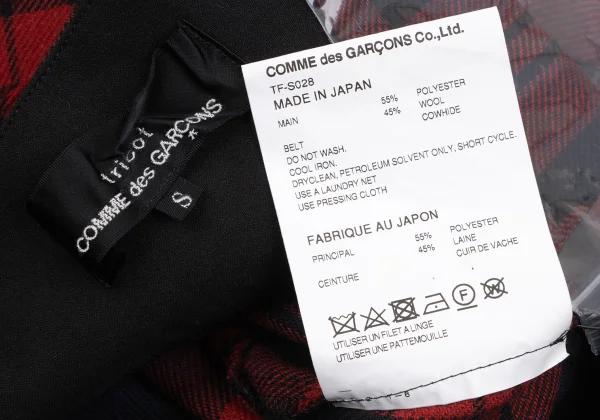 tricot
COMME des GARCONS
*
S
COMME des GARÇONS Co.,Ltd.
TF-S028
MADE IN JAPAN
MAIN 55% POLYESTER
45% WOOL
COWHIDE
BELT
DO NOT WASH.
COOL IRON.
DRYCLEAN, PETROLEUM SOLVENT ONLY, SHORT CYCLE.
USE A LAUNDRY NET
USE PRESSING CLOTH
FABRIQUE AU JAPON
PRINCIPAL 55% POLYESTER
45% LAINE
CUIR DE VACHE
CEINTURE
F W
UTILISER UN FILET A LINGE
UTILISER UNE PATTEMOUILLE